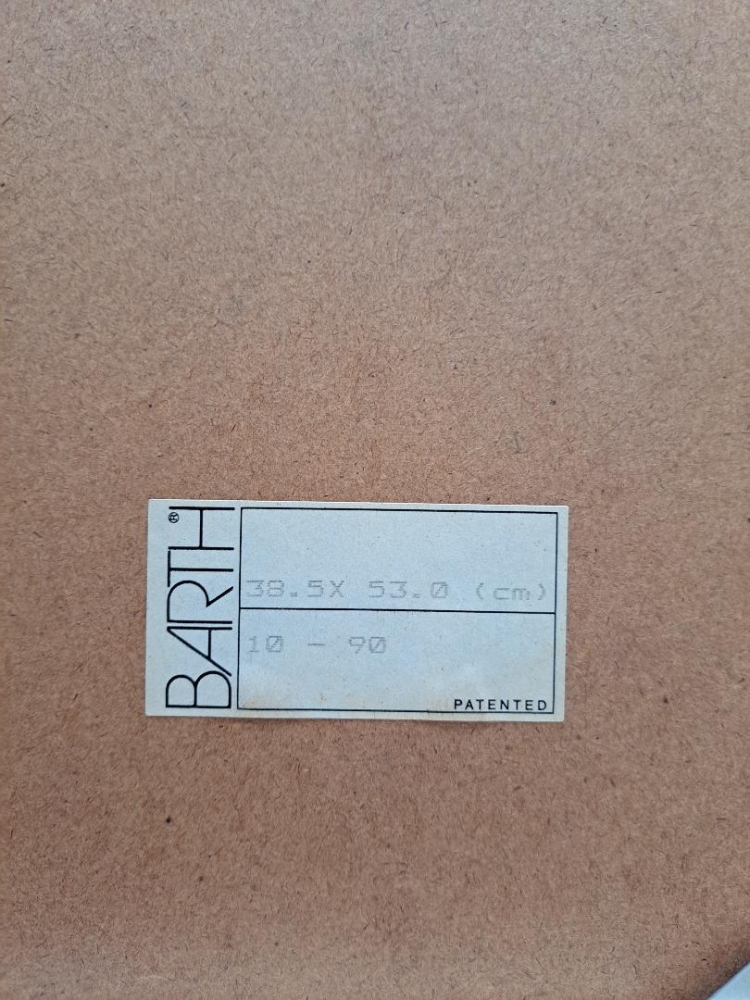 BARTH®
38.5X 53.0 (cm)
10 - 90
PATENTED